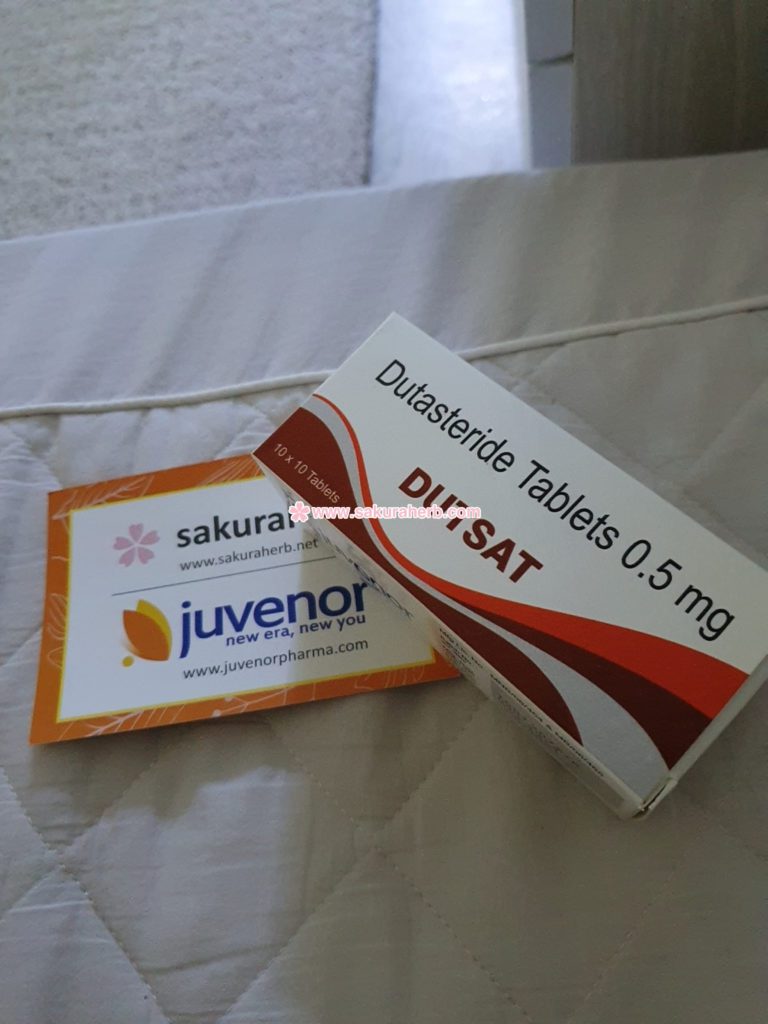 Dutasteride Tablets 0.5 mg
DUTSAT
10 x 10 Tablets
www.sakuraherb.com
www.sakuraherb.net
juvenor
new era, new you
www.juvenorpharma.com